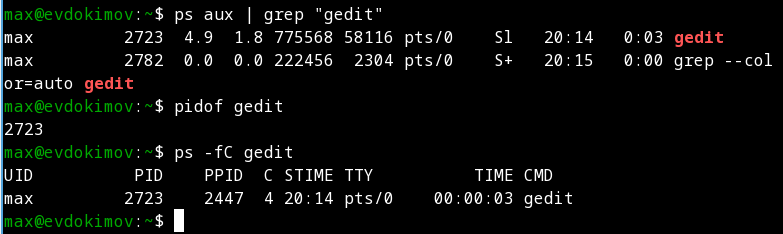 max@evdokimov:~$ ps aux | grep "gedit"
max         2723  4.9  1.8 775568 58116 pts/0    Sl   20:14   0:03 gedit
max         2782  0.0  0.0 222456  2304 pts/0    S+   20:15   0:00 grep --col
or=auto gedit
max@evdokimov:~$ pidof gedit
2723
max@evdokimov:~$ ps -fC gedit
UID         PID    PPID  C STIME TTY          TIME CMD
max         2723    2447  4 20:14 pts/0    00:00:03 gedit
max@evdokimov:~$